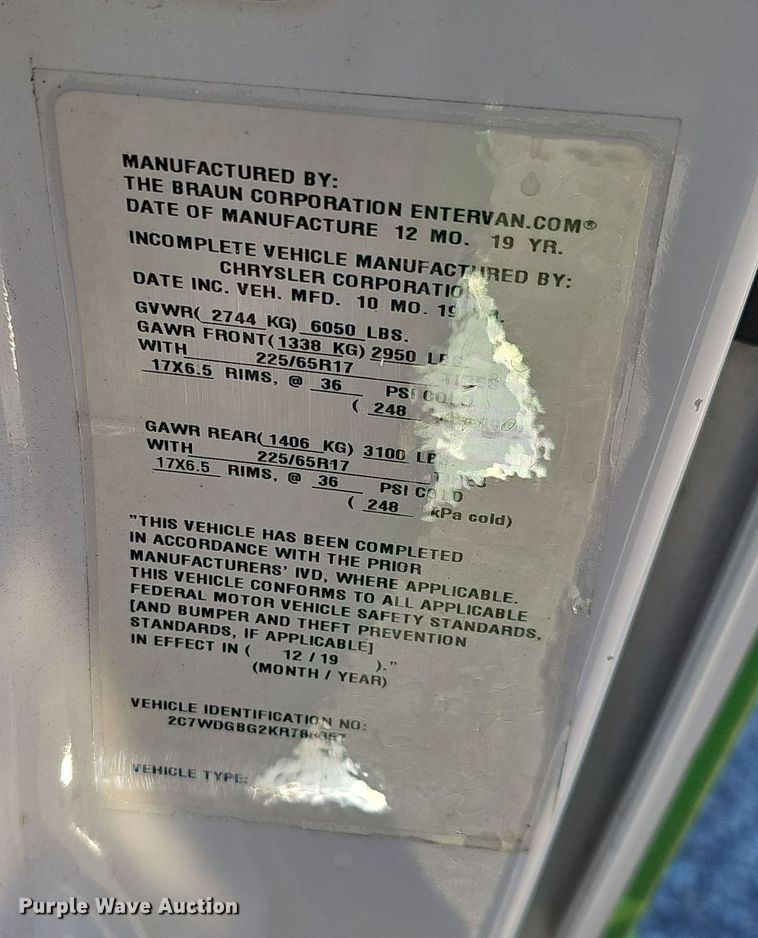 MANUFACTURED BY:
THE BRAUN CORPORATION ENTERVAN.COM®
DATE OF MANUFACTURE 12 MO. 19 YR.
INCOMPLETE VEHICLE MANUFACTURED BY:
CHRYSLER CORPORATION
DATE INC. VEH. MFD. 10 MO. 19
GVWR( 2744 KG) 6050 LBS.
GAWR FRONT(1338 KG) 2950
WITH 225/65R17
17X6.5 RIMS, @ 36 PSI COLD
( 248
GAWR REAR(1406 KG) 3100
WITH 225/65R17
17X6.5 RIMS, @ 36 PSI COLD
( 248 kPa cold)
"THIS VEHICLE HAS BEEN COMPLETED
IN ACCORDANCE WITH THE PRIOR
MANUFACTURERS' IVD, WHERE APPLICABLE.
THIS VEHICLE CONFORMS TO ALL APPLICABLE
FEDERAL MOTOR VEHICLE SAFETY STANDARDS,
[AND BUMPER AND THEFT PREVENTION
STANDARDS, IF APPLICABLE]
IN EFFECT IN ( 12 / 19 )."
(MONTH / YEAR)
VEHICLE IDENTIFICATION NO:
VEHICLE TYPE:
Purple Wave Auction